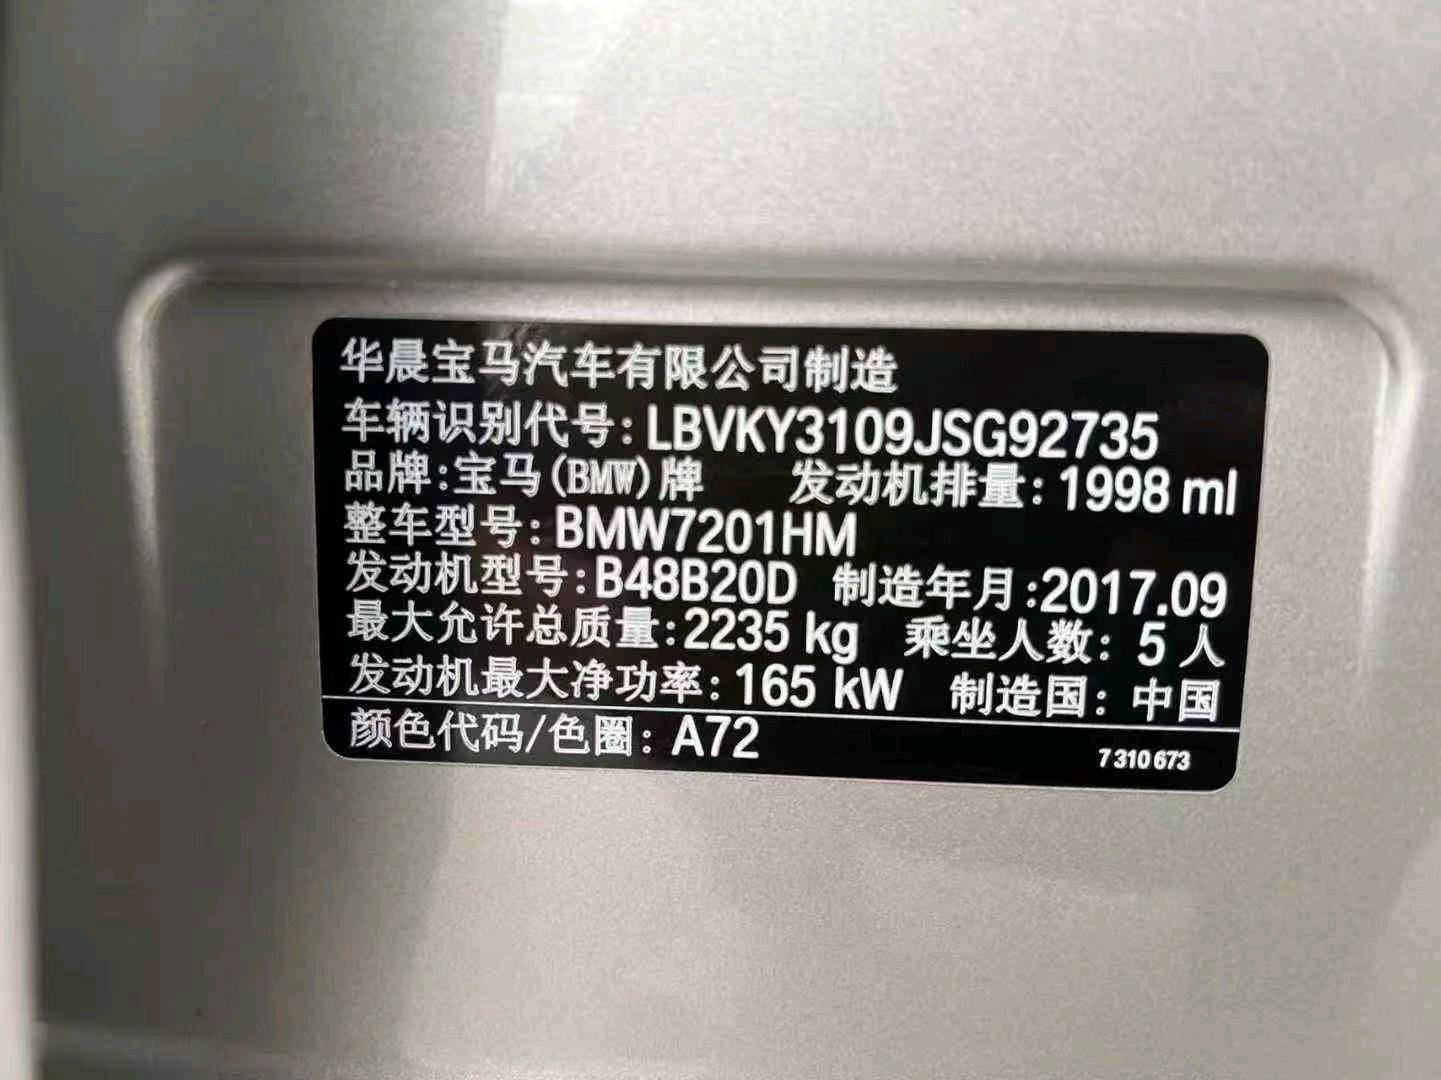 华晨宝马汽车有限公司制造
车辆识别代号:LBVKY3109JSG92735
品牌:宝马(BMW)牌 发动机排量:1998 ml
整车型号:BMW7201HM
发动机型号:B48B20D 制造年月:2017.09
最大允许总质量:2235 kg 乘坐人数: 5 人
发动机最大净功率:165 kW 制造国: 中国
颜色代码/色圈: A72
7 310 673